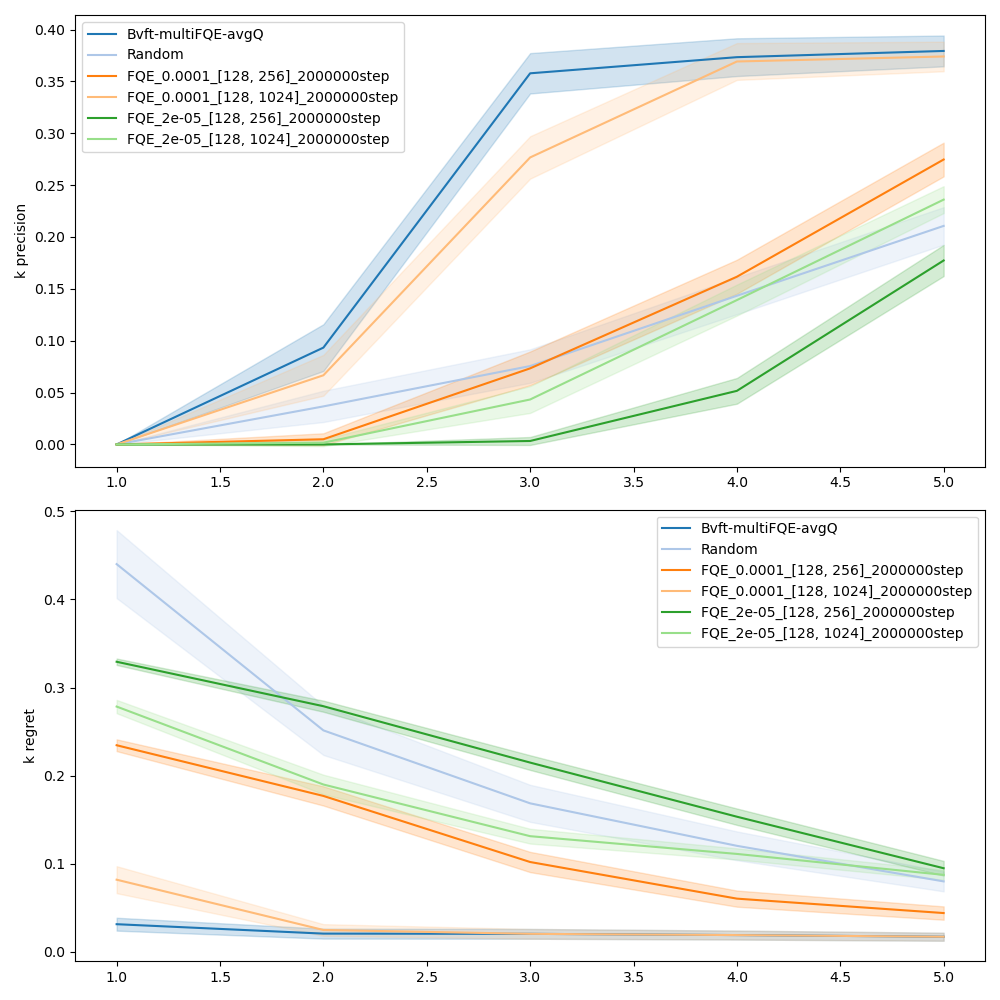 0.40
0.35
0.30
0.25
0.20
0.15
0.10
0.05
0.00
k precision
Bvft-multiFQE-avgQ
Random
FQE_0.0001_[128, 256]_2000000step
FQE_0.0001_[128, 1024]_2000000step
FQE_2e-05_[128, 256]_2000000step
FQE_2e-05_[128, 1024]_2000000step
1.0 1.5 2.0 2.5 3.0 3.5 4.0 4.5 5.0
0.5
0.4
0.3
0.2
0.1
0.0
k regret
Bvft-multiFQE-avgQ
Random
FQE_0.0001_[128, 256]_2000000step
FQE_0.0001_[128, 1024]_2000000step
FQE_2e-05_[128, 256]_2000000step
FQE_2e-05_[128, 1024]_2000000step
1.0 1.5 2.0 2.5 3.0 3.5 4.0 4.5 5.0